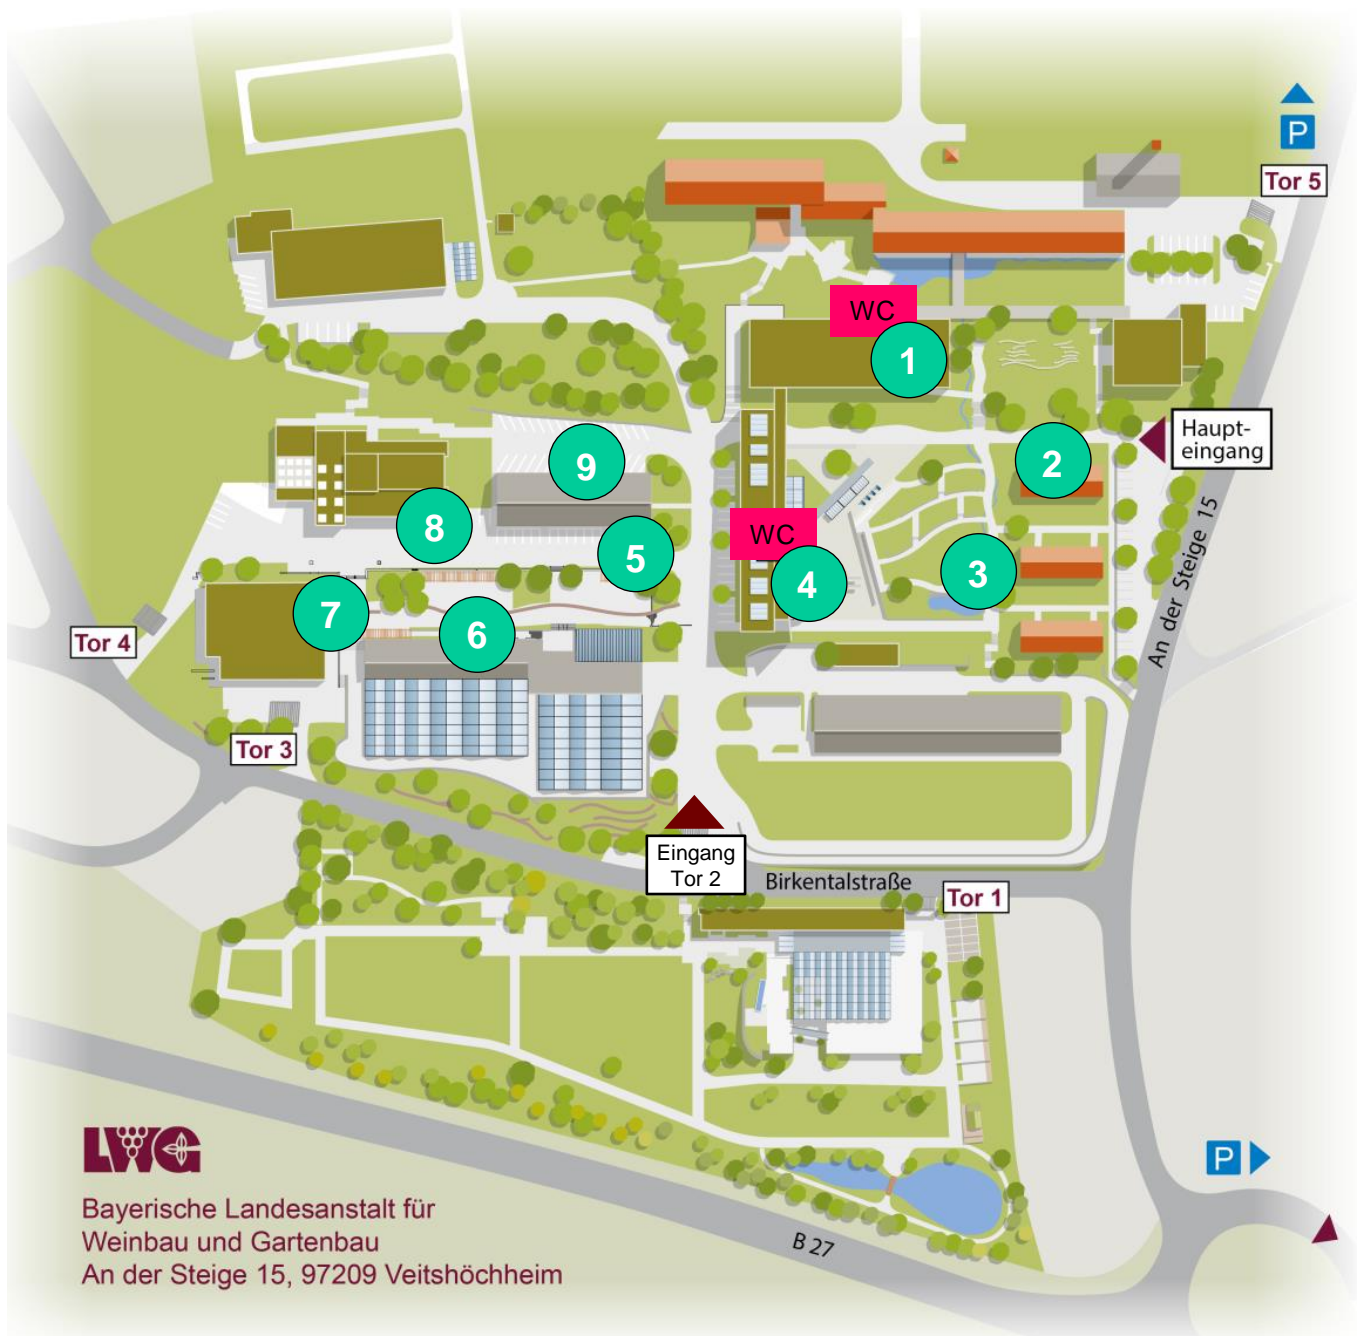 P
Tor 5
WC
1
Haupt-
eingang
2
9
8
WC
5
3
4
7
6
An der Steige 15
Tor 4
Tor 3
Eingang
Tor 2
Birkentalstraße
Tor 1
LWG
P
Bayerische Landesanstalt für
Weinbau und Gartenbau
An der Steige 15, 97209 Veitshöchheim
B 27